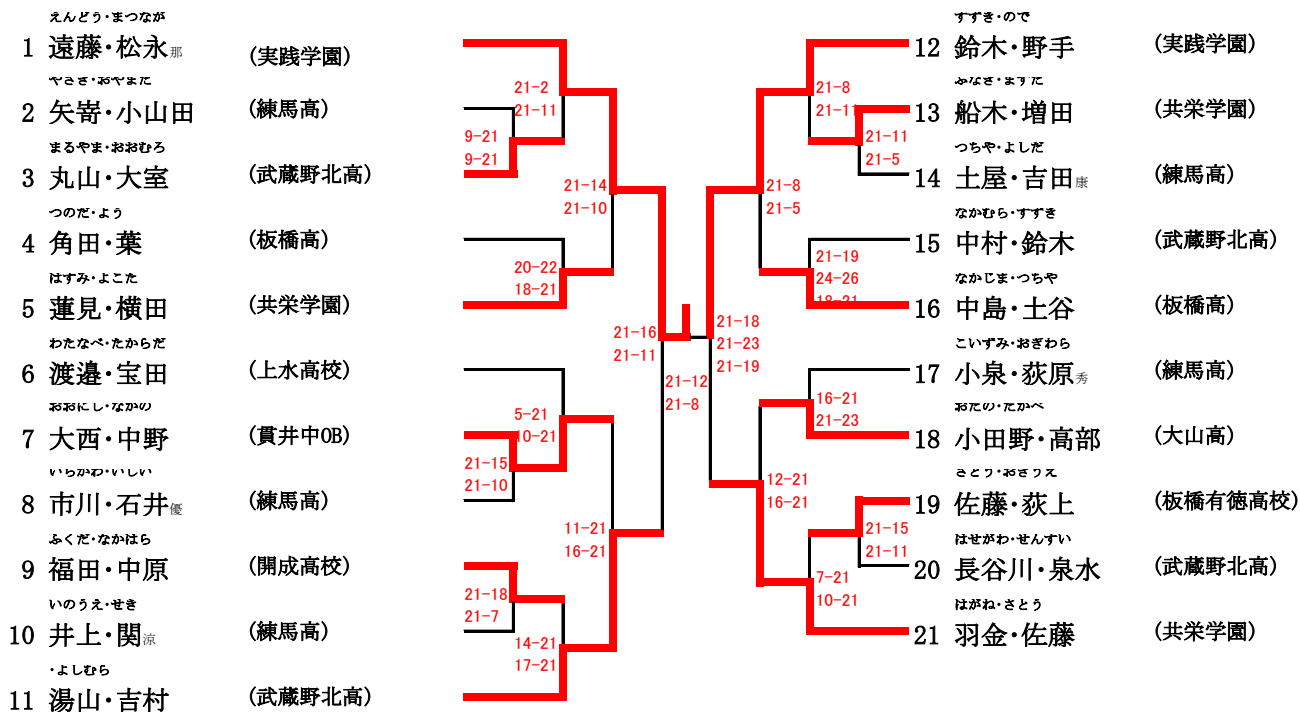 えんどう・まつなが
1 遠藤・松永那 (実践学園)
やざき・おやまだ
2 矢嵜・小山田 (練馬高)
まるやま・おおむろ
3 丸山・大室 (武蔵野北高)
つのだ・よう
4 角田・葉 (板橋高)
はすみ・よこた
5 蓮見・横田 (共栄学園)
わたなべ・たからだ
6 渡邉・宝田 (上水高校)
おおにし・なかの
7 大西・中野 (貫井中OB)
いちかわ・いしい
8 市川・石井優 (練馬高)
ふくだ・なかはら
9 福田・中原 (開成高校)
いのうえ・せき
10 井上・関涼 (練馬高)
・よしむら
11 湯山・吉村 (武蔵野北高)
21-2
21-11
9-21
9-21
21-14
21-10
20-22
18-21
21-16
21-11
5-21
10-21
21-15
21-10
11-21
16-21
21-18
21-7
14-21
17-21
21-12
21-8
21-8
21-11
21-11
21-5
21-8
21-5
21-19
24-26
18-21
21-18
21-23
21-19
16-21
21-23
12-21
16-21
21-15
21-11
7-21
10-21
すずき・ので
12 鈴木・野手 (実践学園)
ふなき・ますだ
13 船木・増田 (共栄学園)
つちや・よしだ
14 土屋・吉田康 (練馬高)
なかむら・すずき
15 中村・鈴木 (武蔵野北高)
なかじま・つちや
16 中島・土谷 (板橋高)
こいずみ・おぎわら
17 小泉・荻原秀 (練馬高)
おだの・たかべ
18 小田野・高部 (大山高)
さとう・おぎうえ
19 佐藤・荻上 (板橋有徳高校)
はせがわ・せんすい
20 長谷川・泉水 (武蔵野北高)
はがね・さとう
21 羽金・佐藤 (共栄学園)